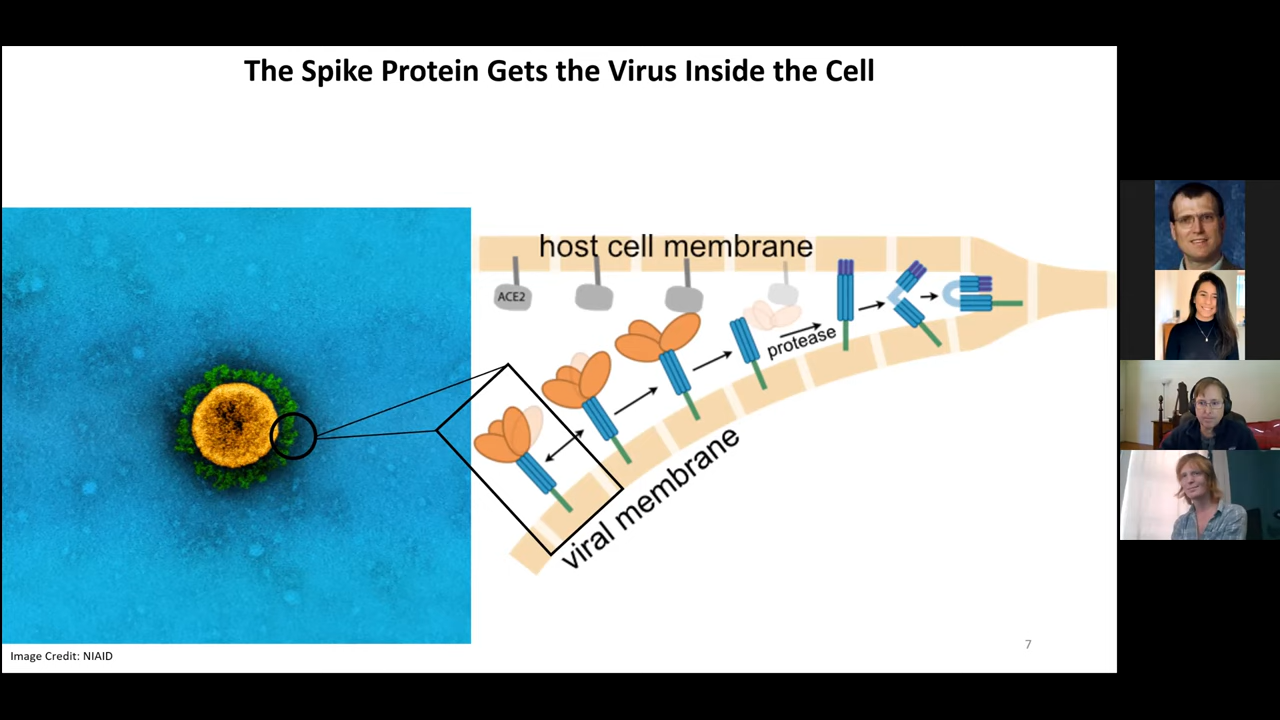 The Spike Protein Gets the Virus Inside the Cell
host cell membrane
ACE2
protease
viral membrane
7
Image Credit: NIAID